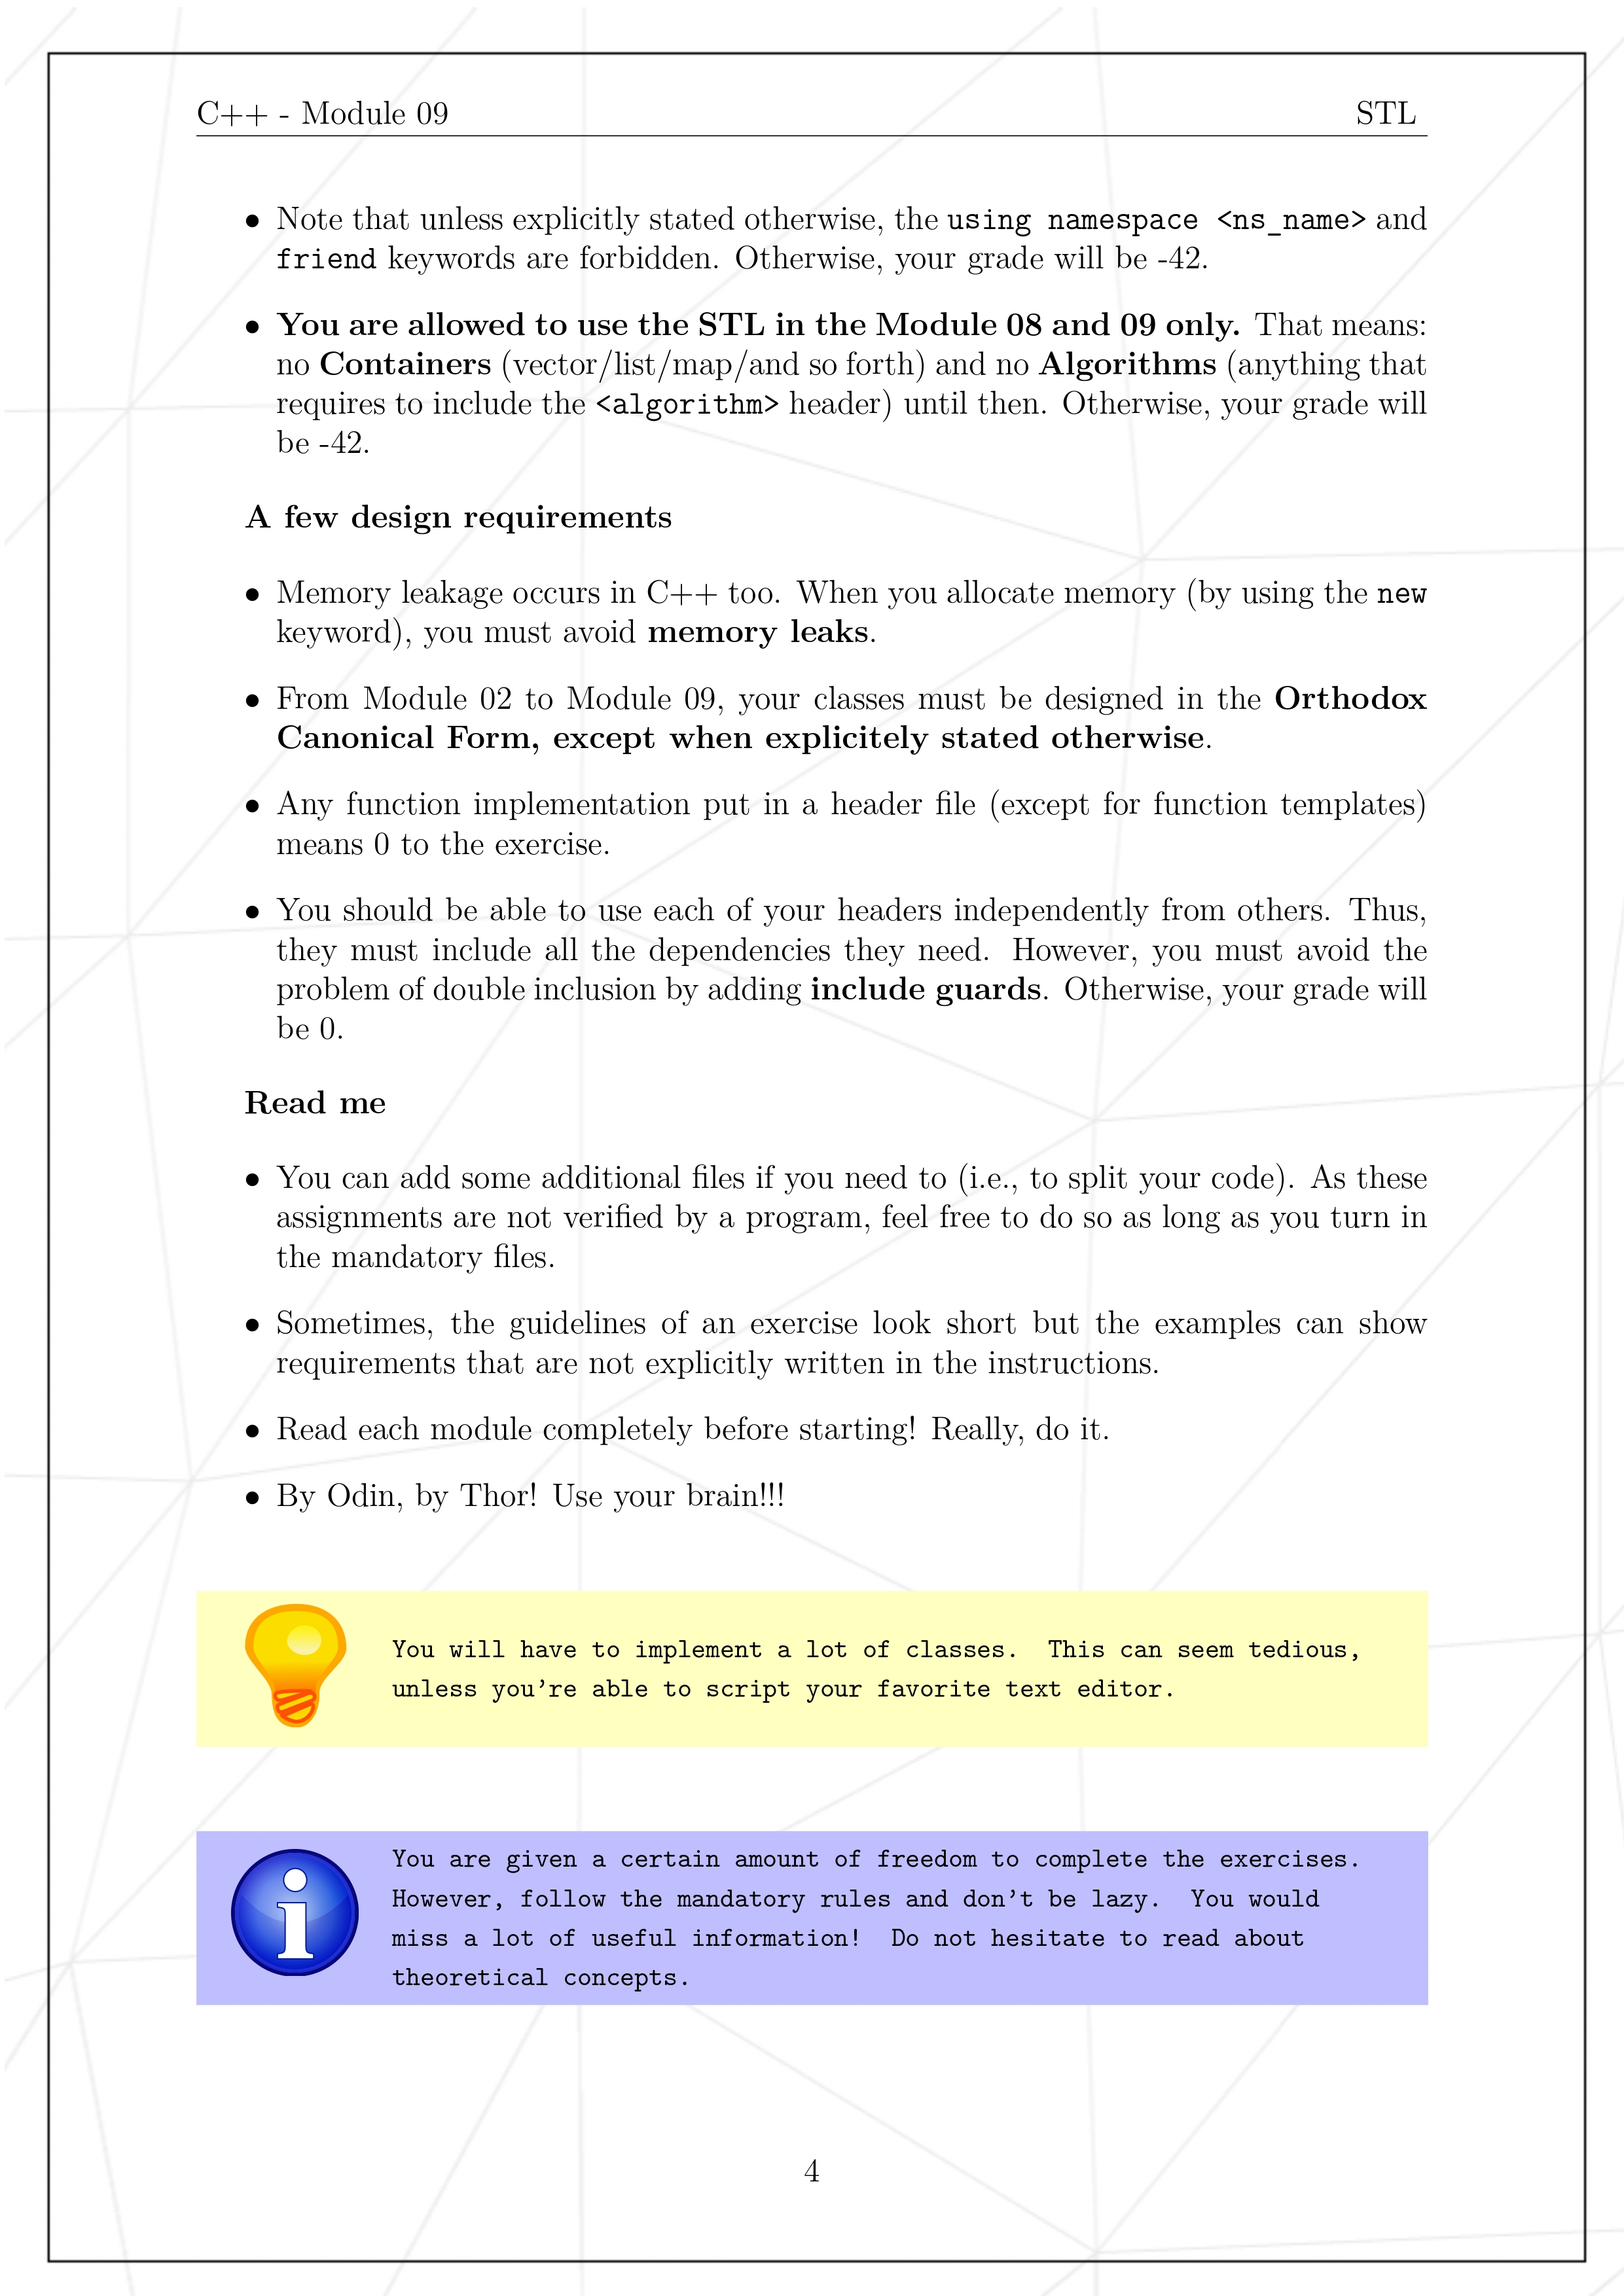 C++ - Module 09 STL
• Note that unless explicitly stated otherwise, the using namespace <ns_name> and
friend keywords are forbidden. Otherwise, your grade will be -42.
• You are allowed to use the STL in the Module 08 and 09 only. That means:
no Containers (vector/list/map/and so forth) and no Algorithms (anything that
requires to include the <algorithm> header) until then. Otherwise, your grade will
be -42.
A few design requirements
• Memory leakage occurs in C++ too. When you allocate memory (by using the new
keyword), you must avoid memory leaks.
• From Module 02 to Module 09, your classes must be designed in the Orthodox
Canonical Form, except when explicitely stated otherwise.
• Any function implementation put in a header file (except for function templates)
means 0 to the exercise.
• You should be able to use each of your headers independently from others. Thus,
they must include all the dependencies they need. However, you must avoid the
problem of double inclusion by adding include guards. Otherwise, your grade will
be 0.
Read me
• You can add some additional files if you need to (i.e., to split your code). As these
assignments are not verified by a program, feel free to do so as long as you turn in
the mandatory files.
• Sometimes, the guidelines of an exercise look short but the examples can show
requirements that are not explicitly written in the instructions.
• Read each module completely before starting! Really, do it.
• By Odin, by Thor! Use your brain!!!
You will have to implement a lot of classes. This can seem tedious,
unless you're able to script your favorite text editor.
You are given a certain amount of freedom to complete the exercises.
However, follow the mandatory rules and don't be lazy. You would
miss a lot of useful information! Do not hesitate to read about
theoretical concepts.
4